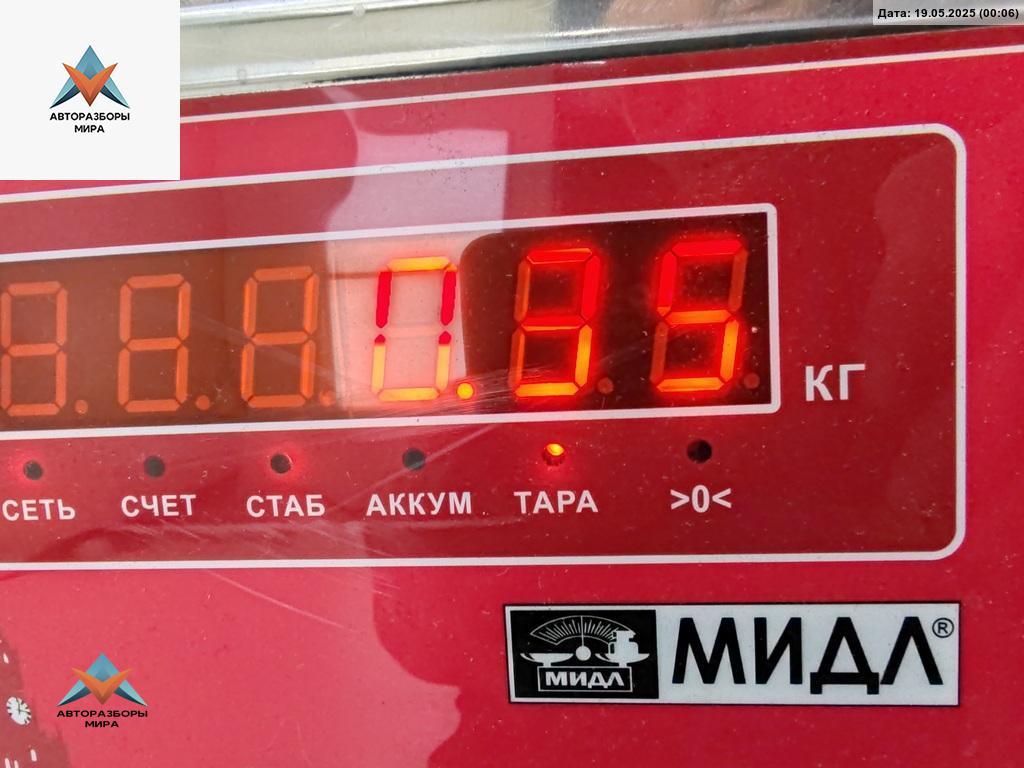 Дата: 19.05.2025 (00:06)
АВТОРАЗБОРЫ
МИРА
0.35
КГ
СЕТЬ СЧЕТ СТАБ АККУМ ТАРА >0<
МИДЛ МИДЛ®
АВТОРАЗБОРЫ
МИРА